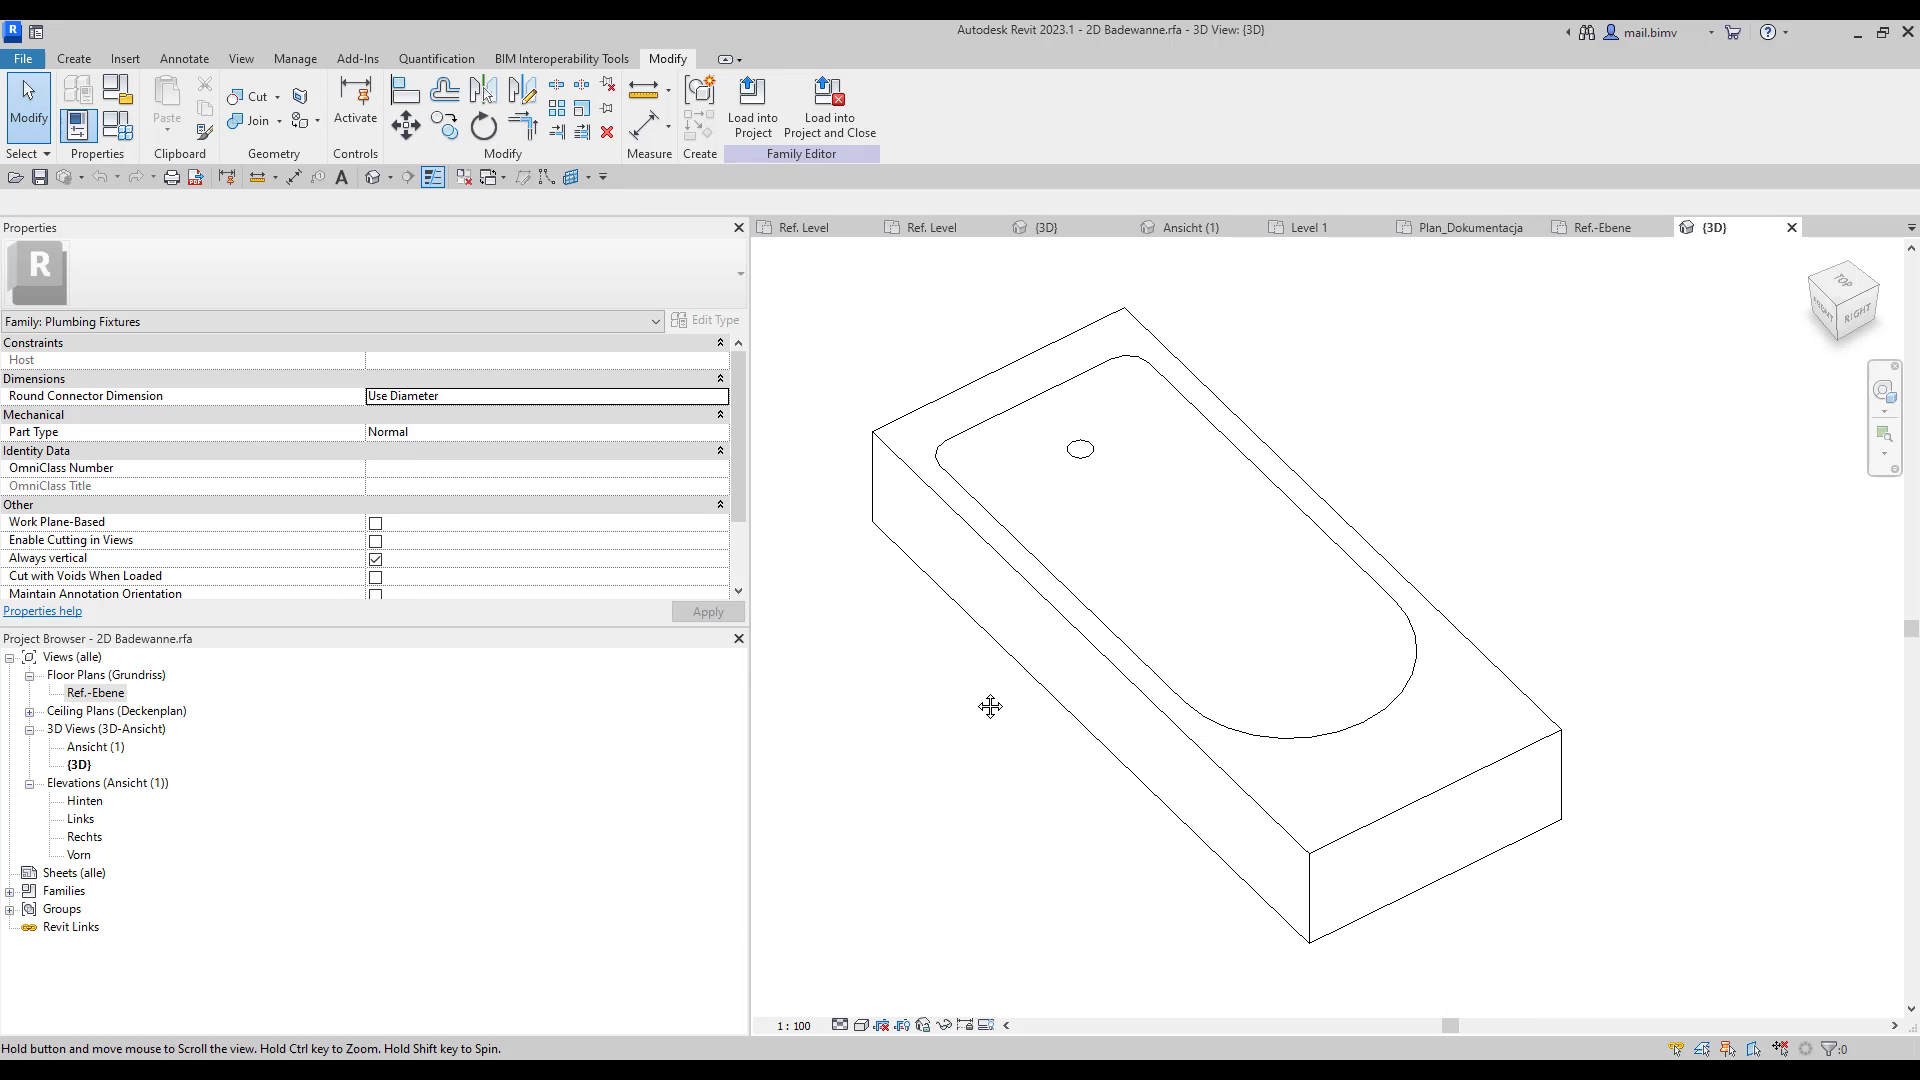 R
Autodesk Revit 2023.1 - 2D Badewanne.rfa - 3D View: {3D}
mail.bimv
File Create Insert Annotate View Manage Add-Ins Quantification BIM Interoperability Tools Modify
Modify
Paste
Cut
Join
Activate
Load into Project
Load into Project and Close
Select Properties Clipboard Geometry Controls Modify Measure Create Family Editor
PDF
A
Properties
R
Family: Plumbing Fixtures
Edit Type
Constraints
Host
Dimensions
Round Connector Dimension Use Diameter
Mechanical
Part Type Normal
Identity Data
OmniClass Number
OmniClass Title
Other
Work Plane-Based
Enable Cutting in Views
Always vertical
Cut with Voids When Loaded
Maintain Annotation Orientation
Properties help
Apply
Project Browser - 2D Badewanne.rfa
Views (alle)
Floor Plans (Grundriss)
Ref.-Ebene
Ceiling Plans (Deckenplan)
3D Views (3D-Ansicht)
Ansicht (1)
{3D}
Elevations (Ansicht (1))
Hinten
Links
Rechts
Vorn
Sheets (alle)
Families
Groups
Revit Links
Ref. Level Ref. Level {3D} Ansicht (1) Level 1 Plan_Dokumentacja Ref.-Ebene {3D}
TOP
FRONT RIGHT
1 : 100
Hold button and move mouse to Scroll the view. Hold Ctrl key to Zoom. Hold Shift key to Spin.
:0